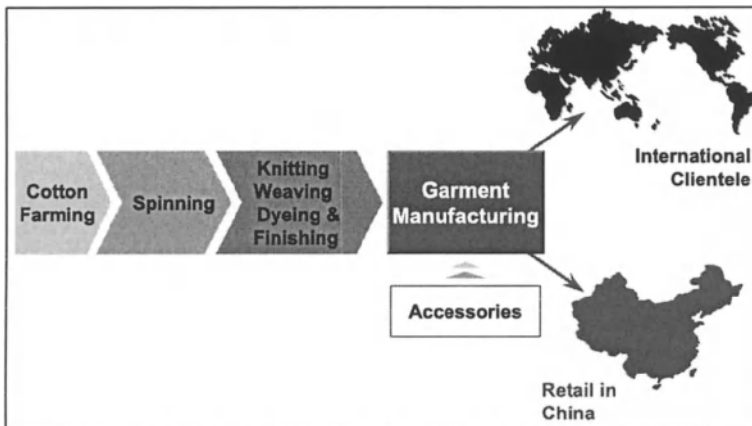 Cotton
Farming
Spinning
Knitting
Weaving
Dyeing &
Finishing
Garment
Manufacturing
Accessories
International
Clientele
Retail in
China